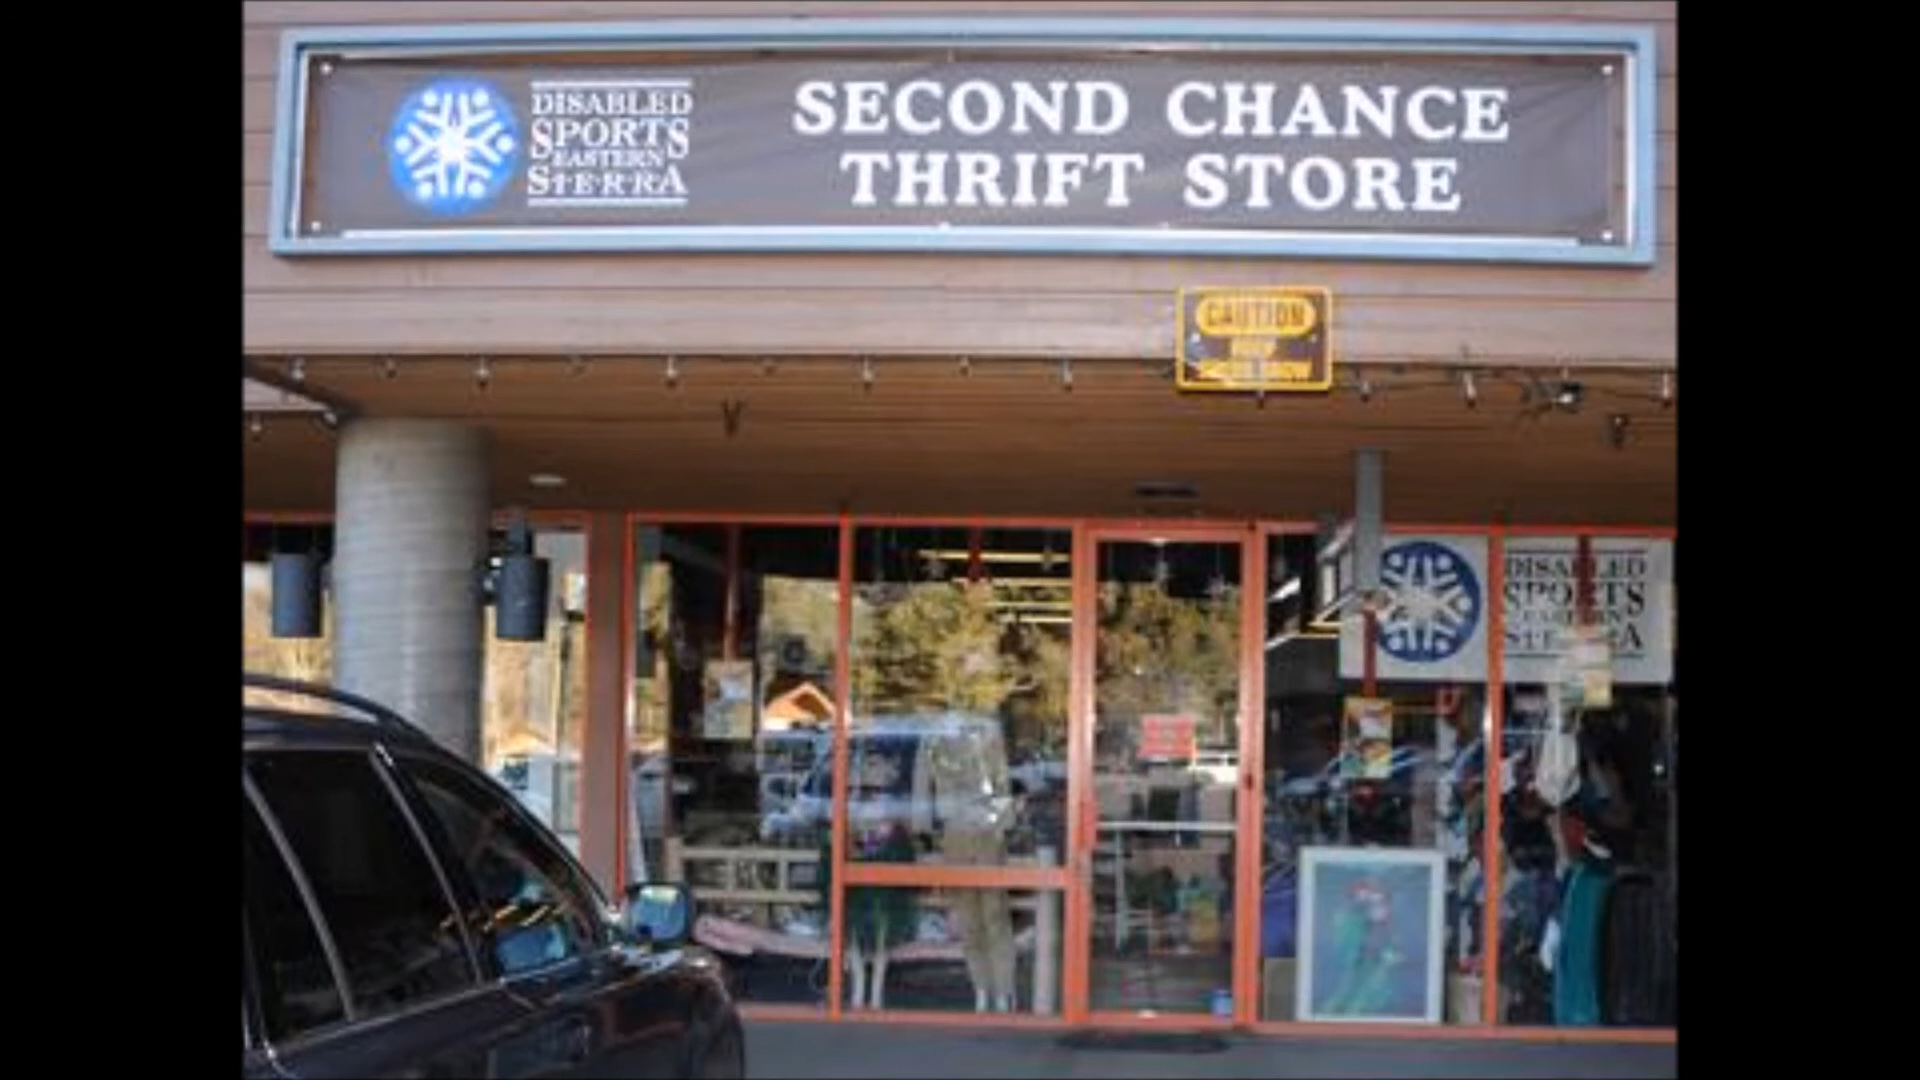 DISABLED
SPORTS
EASTERN
SIERRA
SECOND CHANCE
THRIFT STORE
CAUTION
DISABLED
SPORTS
EASTERN
SIERRA